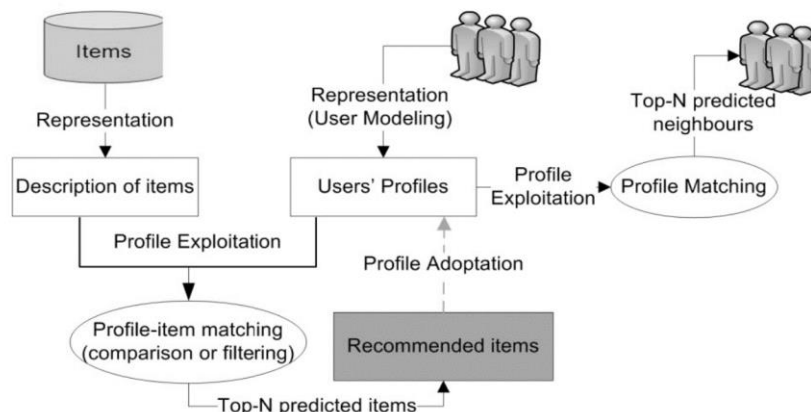 Items
Representation
Representation
(User Modeling)
Top-N predicted
neighbours
Description of items
Users' Profiles
Profile
Exploitation
Profile Matching
Profile Exploitation
Profile Adoptation
Profile-item matching
(comparison or filtering)
Recommended items
Top-N predicted items